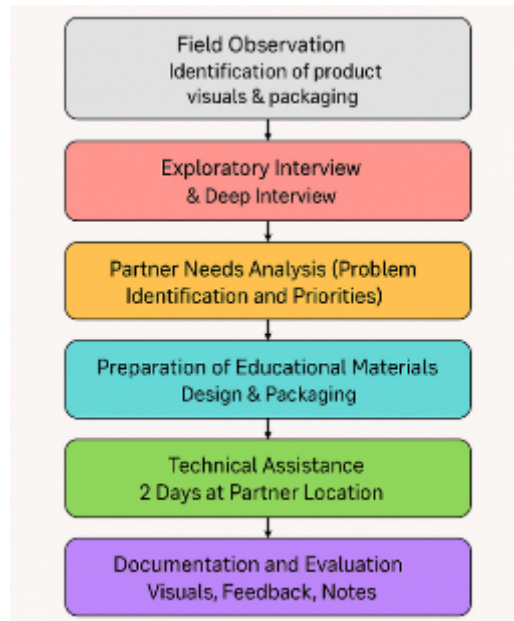 Field Observation
Identification of product
visuals & packaging
Exploratory Interview
& Deep Interview
Partner Needs Analysis (Problem
Identification and Priorities)
Preparation of Educational Materials
Design & Packaging
Technical Assistance
2 Days at Partner Location
Documentation and Evaluation
Visuals, Feedback, Notes